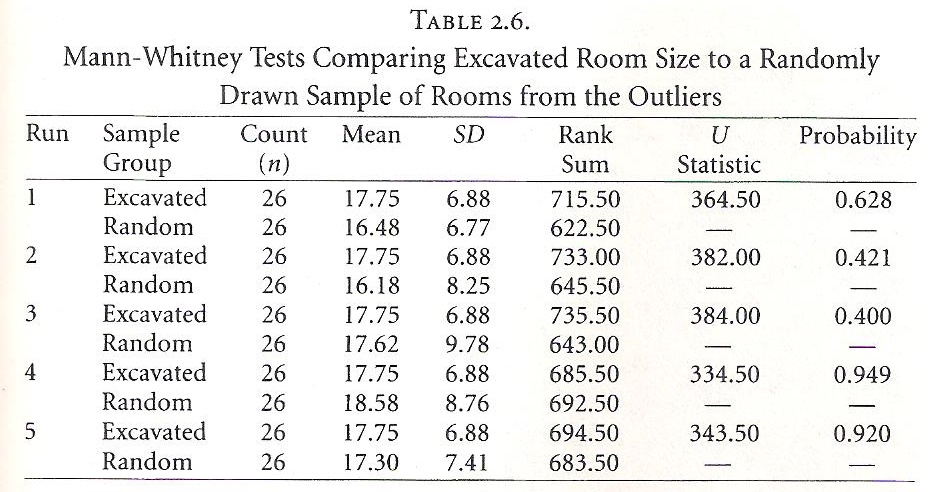 TABLE 2.6.
Mann-Whitney Tests Comparing Excavated Room Size to a Randomly
Drawn Sample of Rooms from the Outliers
Run Sample Count Mean SD Rank U Probability
Group (n) Sum Statistic
1 Excavated 26 17.75 6.88 715.50 364.50 0.628
Random 26 16.48 6.77 622.50 — —
2 Excavated 26 17.75 6.88 733.00 382.00 0.421
Random 26 16.18 8.25 645.50 — —
3 Excavated 26 17.75 6.88 735.50 384.00 0.400
Random 26 17.62 9.78 643.00 — —
4 Excavated 26 17.75 6.88 685.50 334.50 0.949
Random 26 18.58 8.76 692.50 — —
5 Excavated 26 17.75 6.88 694.50 343.50 0.920
Random 26 17.30 7.41 683.50 — —